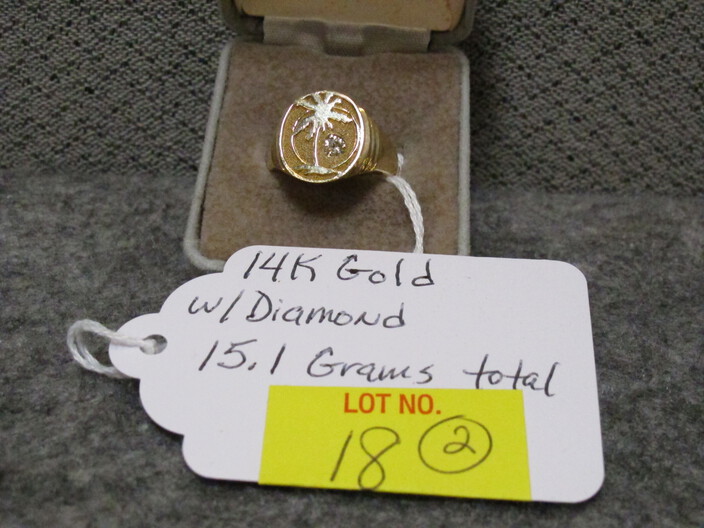 14K Gold
w/Diamond
15.1 Grams total
LOT NO.
18 2